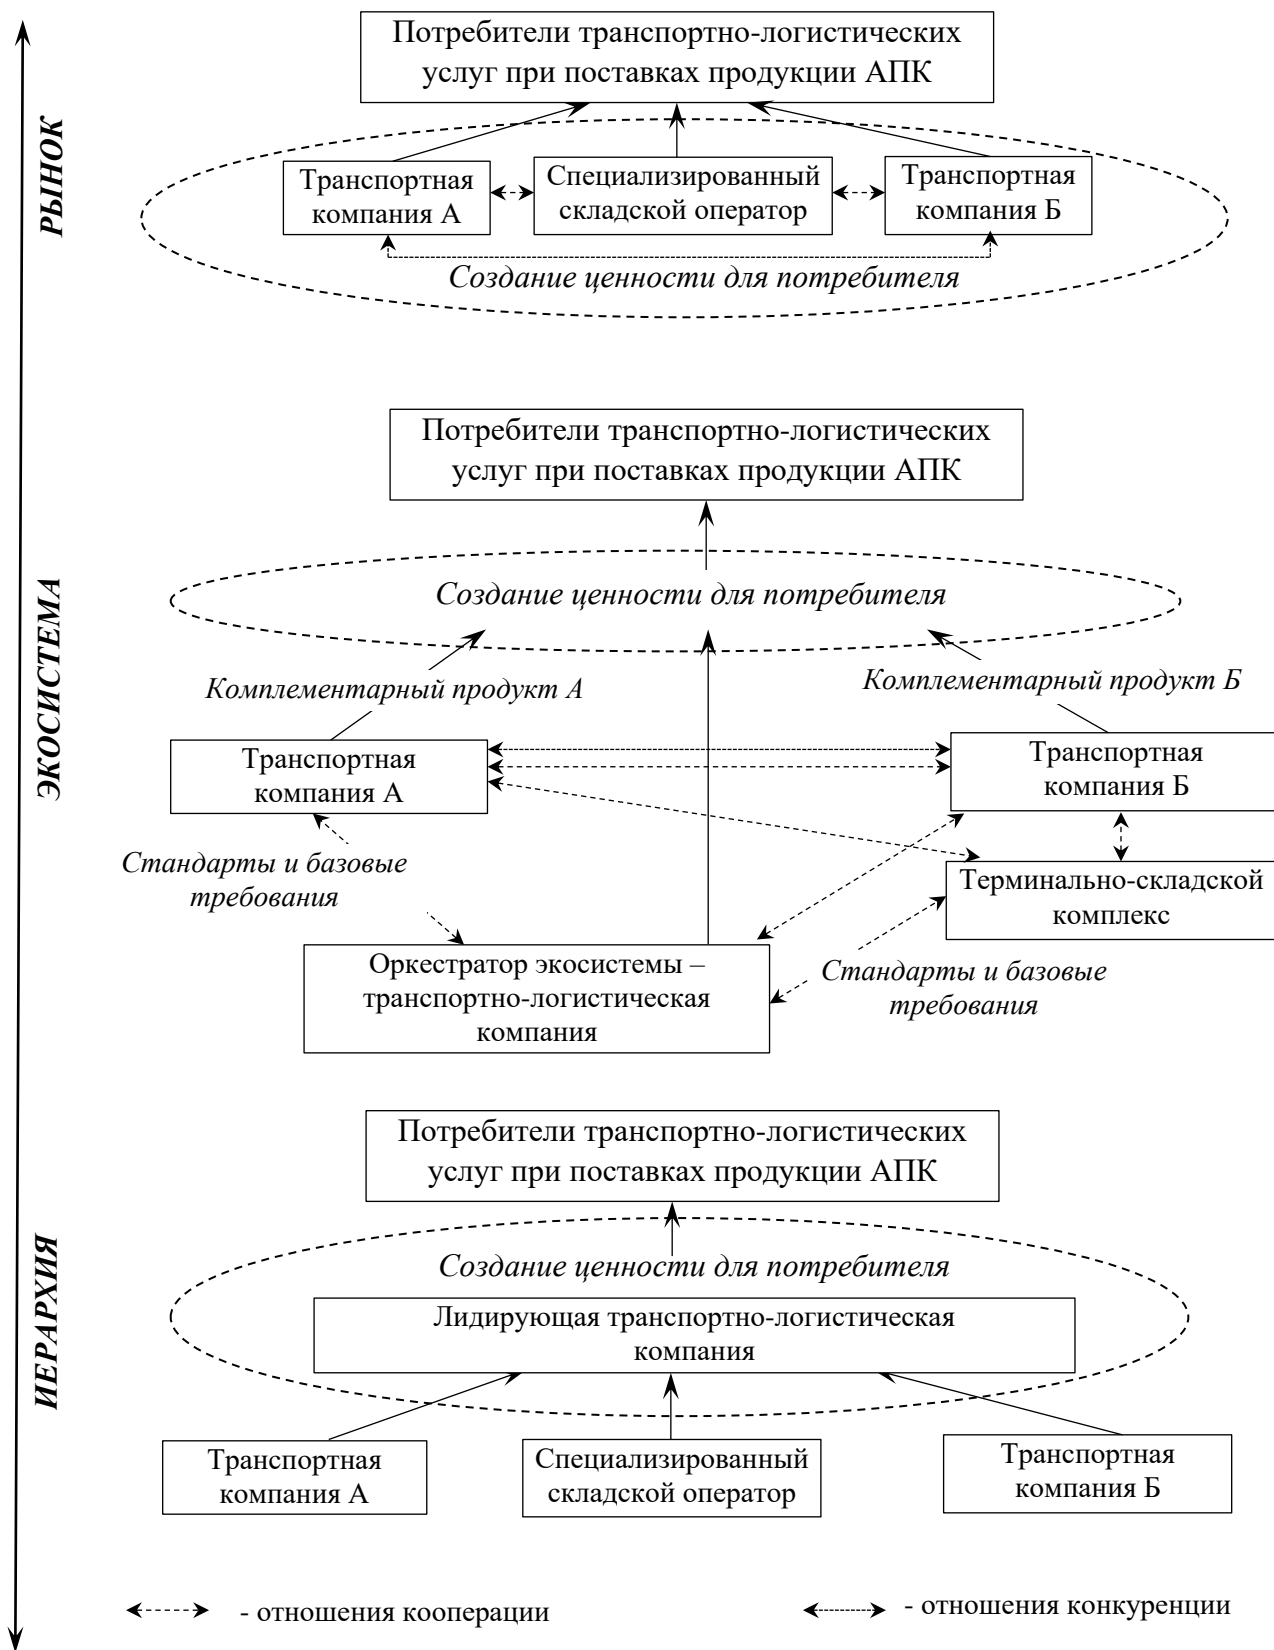 РЫНОК
Потребители транспортно-логистических
услуг при поставках продукции АПК
Транспортная
компания А
Специализированный
складской оператор
Транспортная
компания Б
Создание ценности для потребителя
ЭКОСИСТЕМА
Потребители транспортно-логистических
услуг при поставках продукции АПК
Создание ценности для потребителя
Комплементарный продукт А
Комплементарный продукт Б
Транспортная
компания А
Транспортная
компания Б
Стандарты и базовые
требования
Терминально-складской
комплекс
Оркестратор экосистемы –
транспортно-логистическая
компания
Стандарты и базовые
требования
ИЕРАРХИЯ
Потребители транспортно-логистических
услуг при поставках продукции АПК
Создание ценности для потребителя
Лидирующая транспортно-логистическая
компания
Транспортная
компания А
Специализированный
складской оператор
Транспортная
компания Б
- отношения кооперации
- отношения конкуренции